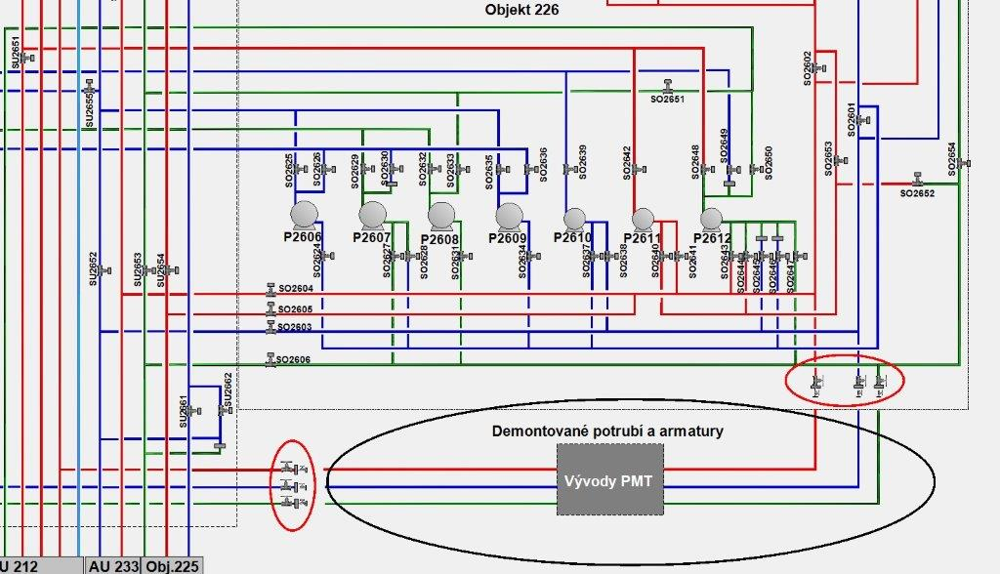 Objekt 226
SU2651
SO2602
SU2655
SO2651
SO2601
SO2625
SO2626
SO2629
SO2630
SO2632
SO2633
SO2635
SO2636
SO2639
SO2642
SO2648
SO2649
SO2650
SO2653
SO2654
SO2652
P2606
P2607
P2608
P2609
P2610
P2611
P2612
SU2652
SU2653
SU2654
SO2624
SO2627
SO2628
SO2631
SO2634
SO2637
SO2638
SO2640
SO2641
SO2643
SO2644
SO2645
SO2646
SO2647
SO2604
SO2605
SO2603
SO2606
SU2661
SU2662
Demontované potrubí a armatury
Vývody PMT
U 212
AU 233
Obj.225